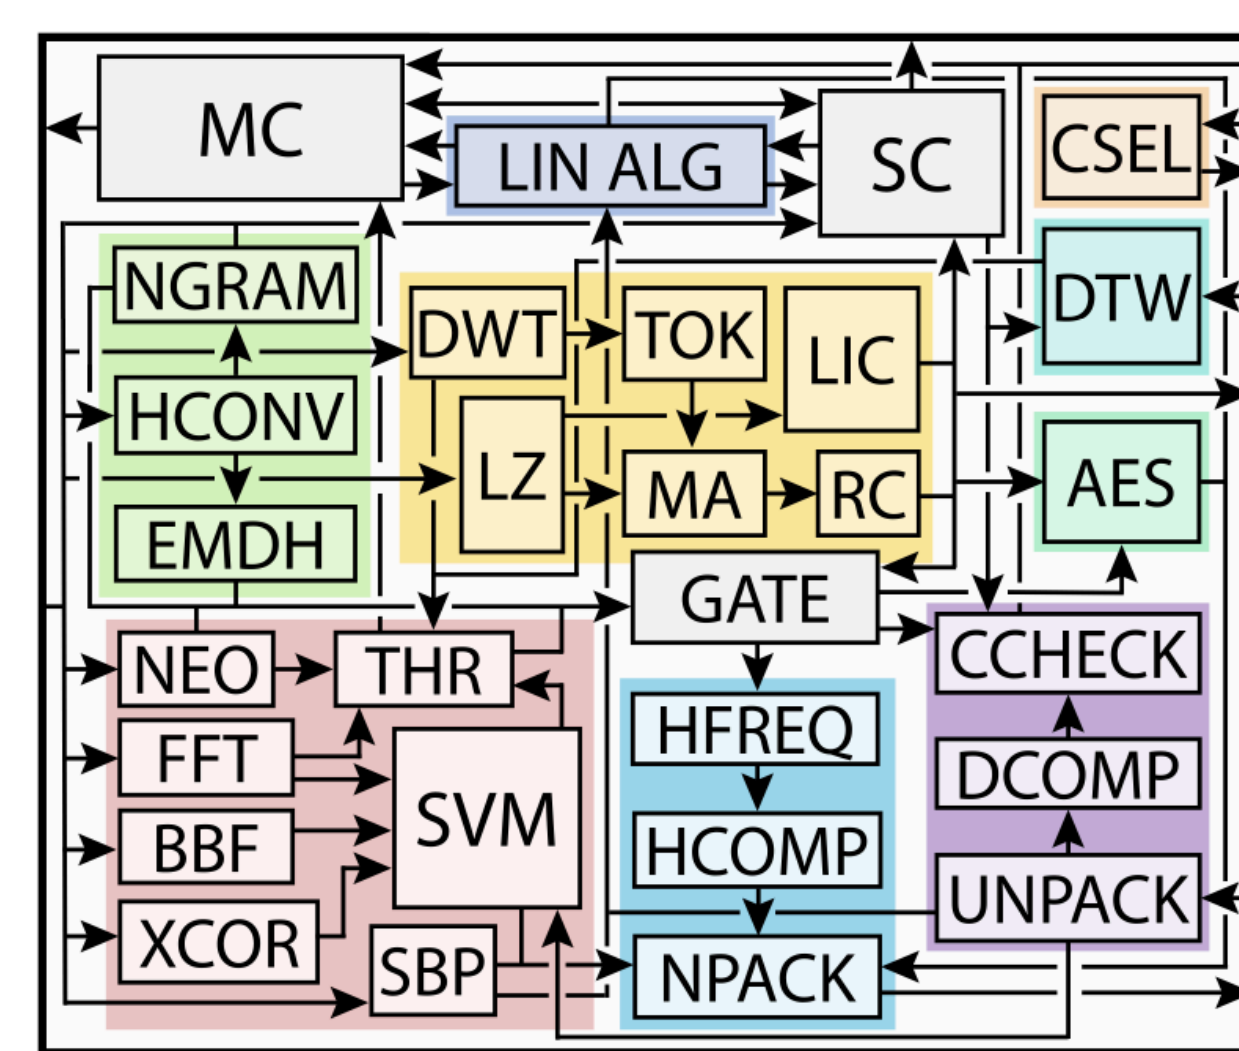 MC
LIN ALG
SC
CSEL
NGRAM
DWT
TOK
LIC
DTW
HCONV
LZ
MA
RC
AES
EMDH
GATE
NEO
THR
CCHECK
FFT
SVM
HFREQ
DCOMP
BBF
HCOMP
UNPACK
XCOR
SBP
NPACK